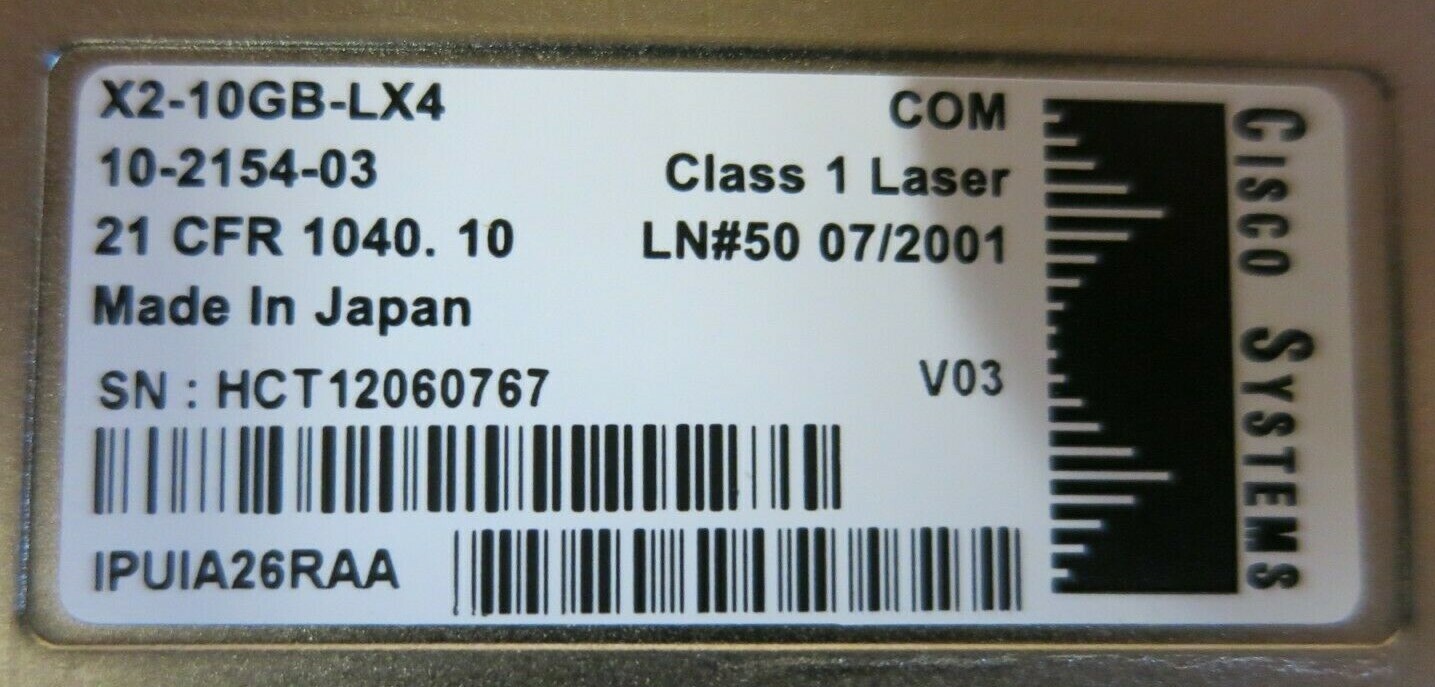 X2-10GB-LX4 COM
10-2154-03 Class 1 Laser
21 CFR 1040. 10 LN#50 07/2001
Made In Japan
SN : HCT12060767 V03
IPUIA26RAA
CISCO SYSTEMS